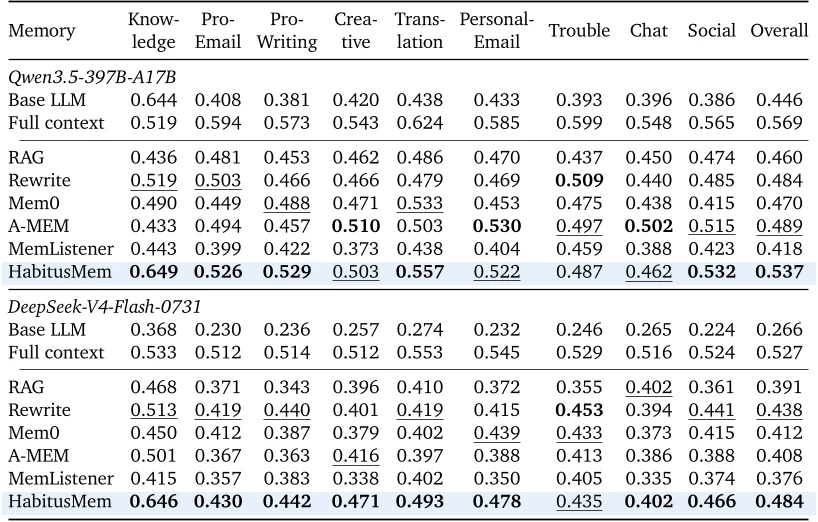 Memory Know-ledge Pro-Email Pro-Writing Crea-tive Trans-lation Personal-Email Trouble Chat Social Overall
Qwen3.5-397B-A17B
Base LLM 0.644 0.408 0.381 0.420 0.438 0.433 0.393 0.396 0.386 0.446
Full context 0.519 0.594 0.573 0.543 0.624 0.585 0.599 0.548 0.565 0.569
RAG 0.436 0.481 0.453 0.462 0.486 0.470 0.437 0.450 0.474 0.460
Rewrite 0.519 0.503 0.466 0.466 0.479 0.469 0.509 0.440 0.485 0.484
Mem0 0.490 0.449 0.488 0.471 0.533 0.453 0.475 0.438 0.415 0.470
A-MEM 0.433 0.494 0.457 0.510 0.503 0.530 0.497 0.502 0.515 0.489
MemListener 0.443 0.399 0.422 0.373 0.438 0.404 0.459 0.388 0.423 0.418
HabitusMem 0.649 0.526 0.529 0.503 0.557 0.522 0.487 0.462 0.532 0.537
DeepSeek-V4-Flash-0731
Base LLM 0.368 0.230 0.236 0.257 0.274 0.232 0.246 0.265 0.224 0.266
Full context 0.533 0.512 0.514 0.512 0.553 0.545 0.529 0.516 0.524 0.527
RAG 0.468 0.371 0.343 0.396 0.410 0.372 0.355 0.402 0.361 0.391
Rewrite 0.513 0.419 0.440 0.401 0.419 0.415 0.453 0.394 0.441 0.438
Mem0 0.450 0.412 0.387 0.379 0.402 0.439 0.433 0.373 0.415 0.412
A-MEM 0.501 0.367 0.363 0.416 0.397 0.388 0.413 0.386 0.388 0.408
MemListener 0.415 0.357 0.383 0.338 0.402 0.350 0.405 0.335 0.374 0.376
HabitusMem 0.646 0.430 0.442 0.471 0.493 0.478 0.435 0.402 0.466 0.484